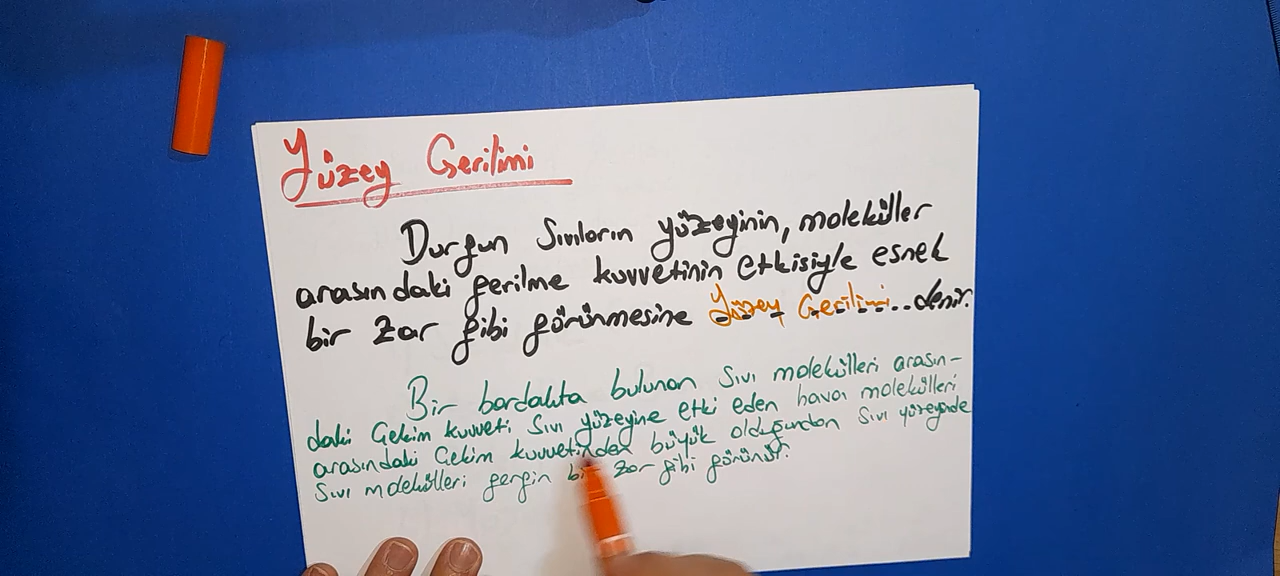 Yüzey Gerilimi
Durgun Sıvıların yüzeyinin, moleküller
arasındaki gerilme kuvvetinin etkisiyle esnek
bir zar gibi görünmesine Yüzey Gerilimi..denir.
Bir bardakta bulunan Sıvı molekülleri arasın-
daki Çekim kuvveti Sıvı yüzeyine etki eden hava molekülleri
arasındaki Çekim kuvvetinden büyük olduğundan Sıvı yüzeyinde
Sıvı molekülleri gergin bir zar gibi görünür.